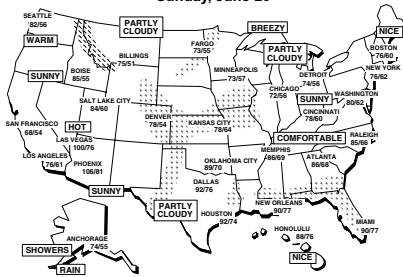 Sunday, June 20
SEATTLE
82/56
PARTLY
CLOUDY
BREEZY
NICE
WARM
FARGO
73/55
PARTLY
CLOUDY
BOSTON
76/60
BILLINGS
75/51
MINNEAPOLIS
73/57
DETROIT
74/56
NEW YORK
76/62
BOISE
85/55
SUNNY
CHICAGO
72/56
SALT LAKE CITY
84/60
SUNNY
WASHINGTON
80/62
DENVER
78/54
KANSAS CITY
78/64
CINCINNATI
78/60
SAN FRANCISCO
68/54
HOT
LAS VEGAS
100/76
COMFORTABLE
RALEIGH
85/66
LOS ANGELES
76/61
PHOENIX
106/81
OKLAHOMA CITY
89/70
MEMPHIS
86/69
ATLANTA
86/68
DALLAS
92/76
SUNNY
PARTLY
CLOUDY
HOUSTON
92/74
NEW ORLEANS
90/77
MIAMI
90/77
ANCHORAGE
74/55
HONOLULU
88/76
SHOWERS
RAIN
NICE